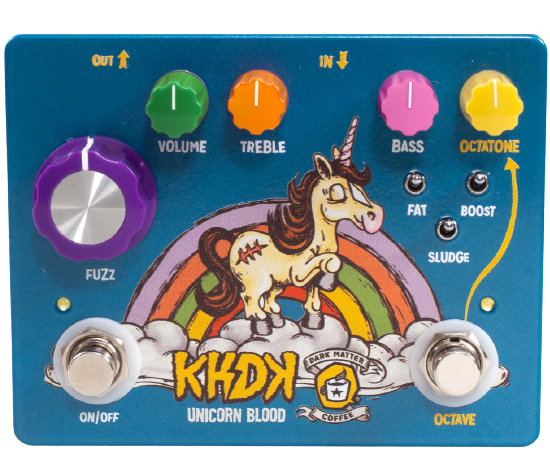 OUT
IN
VOLUME
TREBLE
BASS
OCTATONE
FAT
BOOST
SLUDGE
FUZZ
KHDK
DARK MATTER
COFFEE
ON/OFF
UNICORN BLOOD
OCTAVE